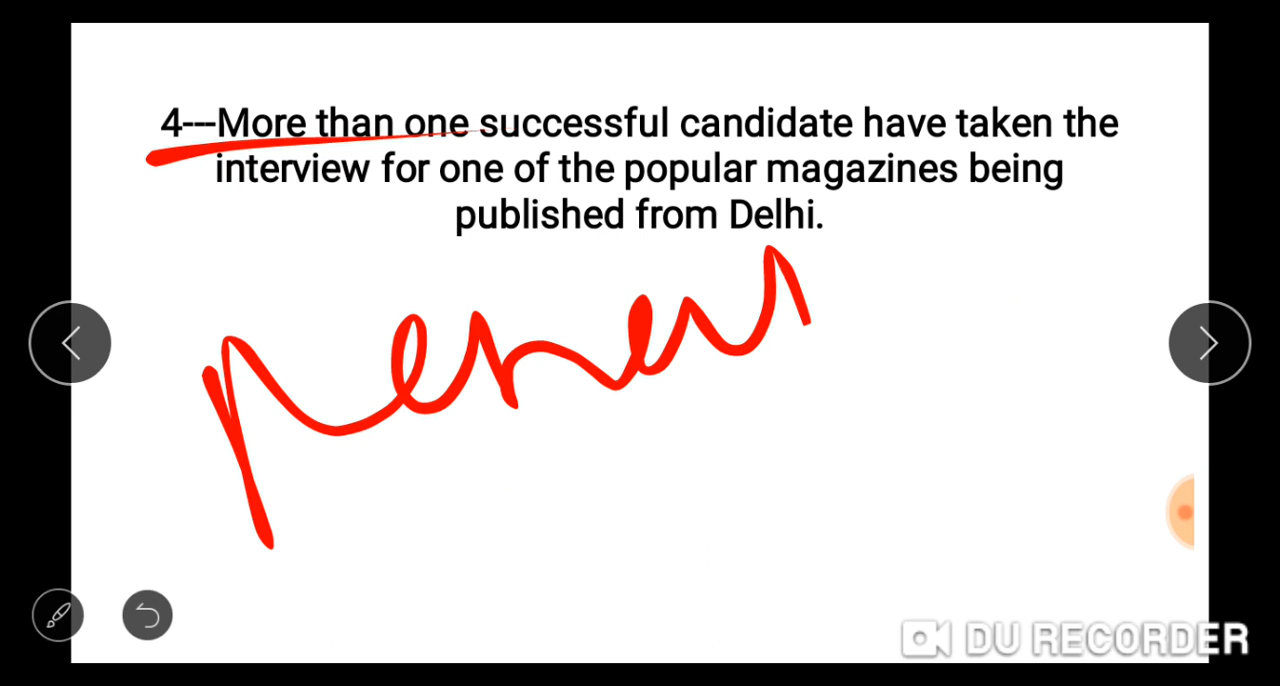 4---More than one successful candidate have taken the
interview for one of the popular magazines being
published from Delhi.
DU RECORDER